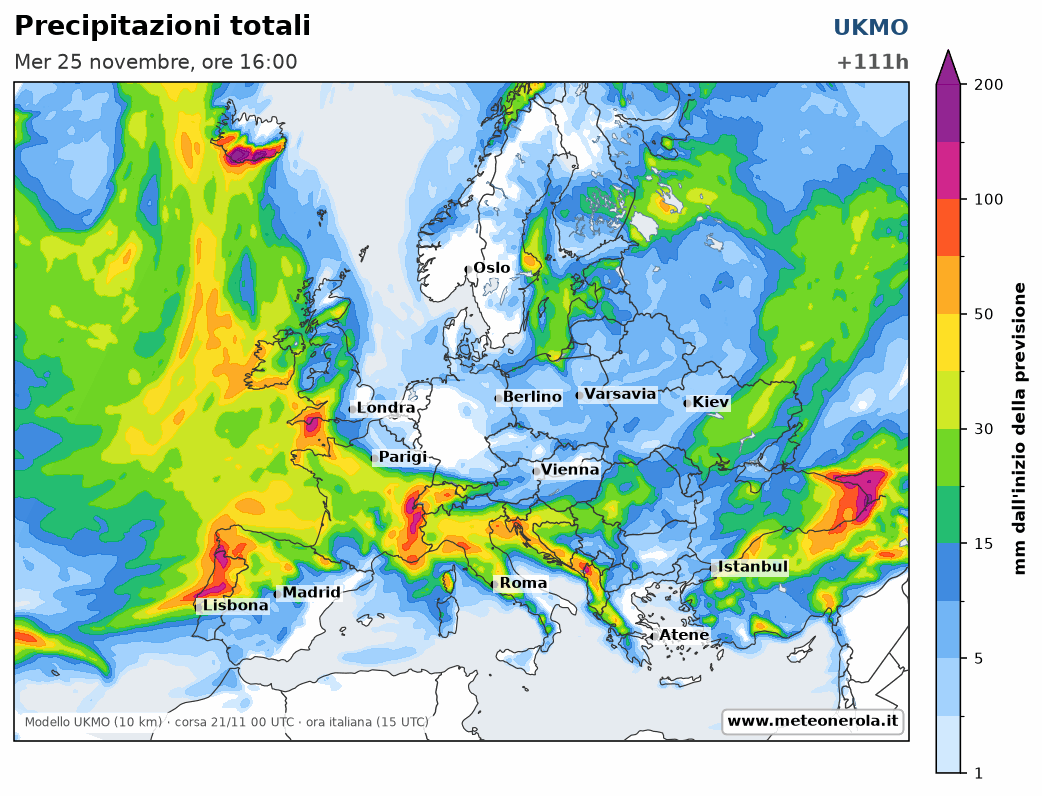 Precipitazioni totali
UKMO
Mer 25 novembre, ore 16:00
+111h
200
100
50
30
15
5
1
mm dall'inizio della previsione
Oslo
Londra
Berlino
Varsavia
Kiev
Parigi
Vienna
Istanbul
Roma
Madrid
Lisbona
Atene
Modello UKMO (10 km) · corsa 21/11 00 UTC · ora italiana (15 UTC)
www.meteonerola.it